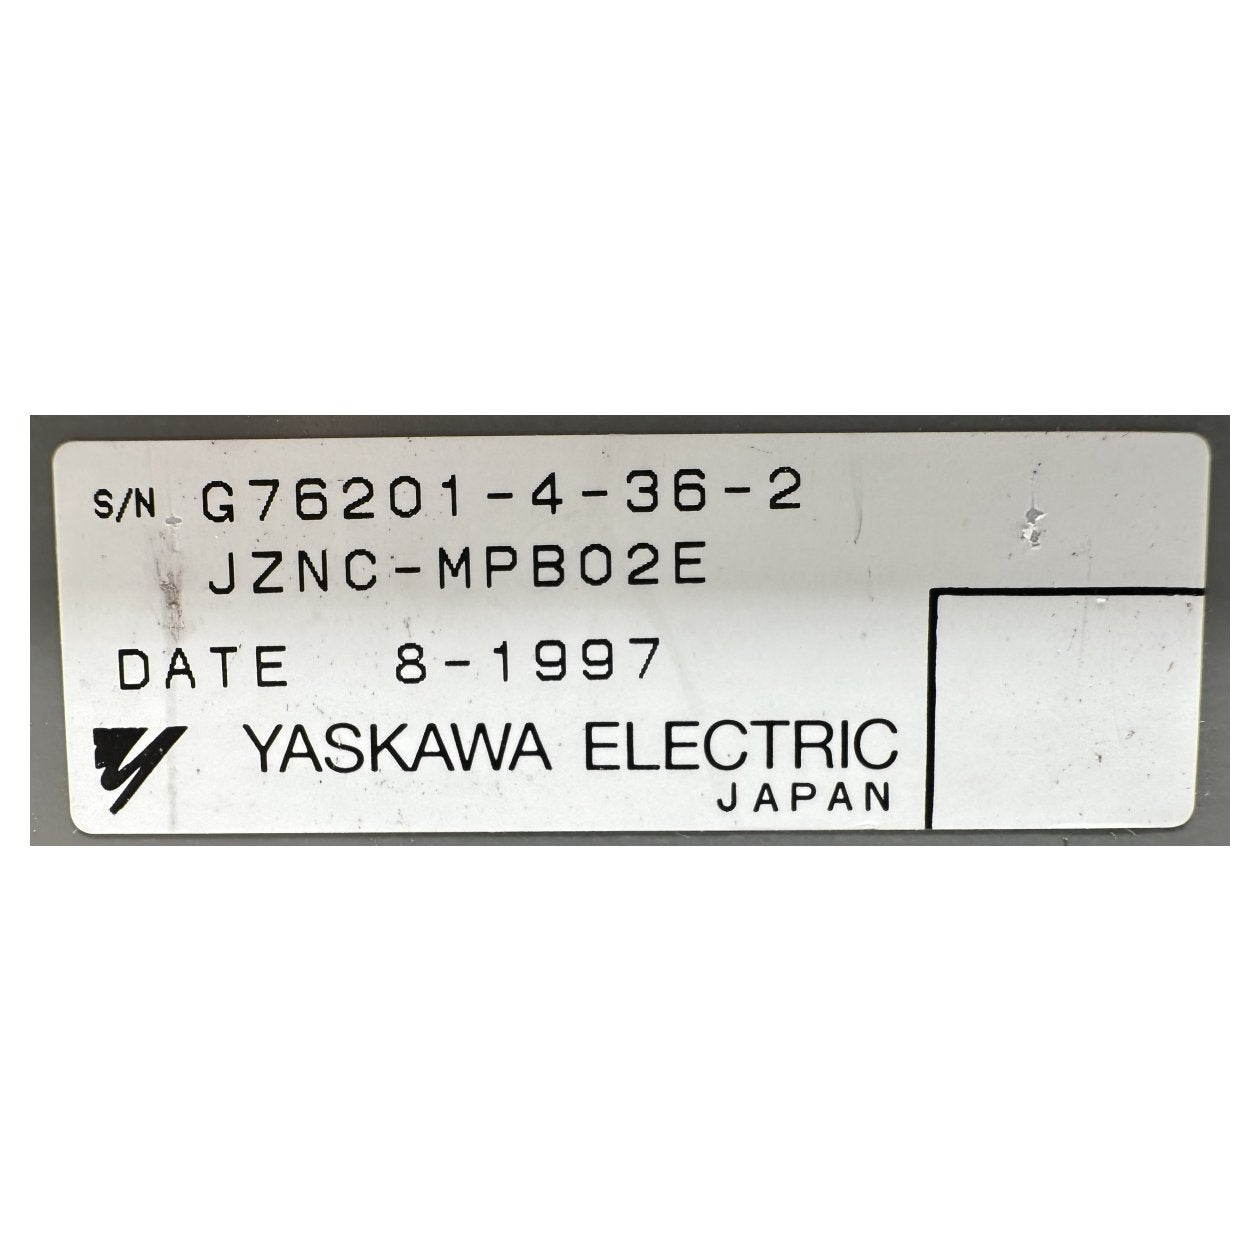 S/N G76201-4-36-2
JZNC-MPB02E
DATE 8-1997
YASKAWA ELECTRIC
JAPAN